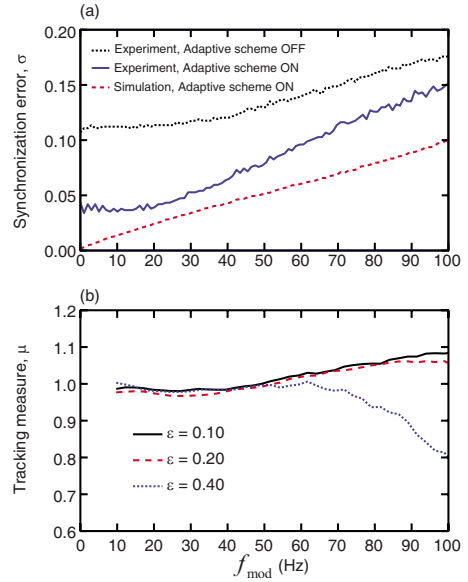 (a)
0.20
0.15
0.10
0.05
0.00
Synchronization error, σ
Experiment, Adaptive scheme OFF
Experiment, Adaptive scheme ON
Simulation, Adaptive scheme ON
0 10 20 30 40 50 60 70 80 90 100
(b)
1.2
1.1
1.0
0.9
0.8
0.7
0.6
Tracking measure, μ
ε = 0.10
ε = 0.20
ε = 0.40
0 10 20 30 40 50 60 70 80 90 100
fmod (Hz)